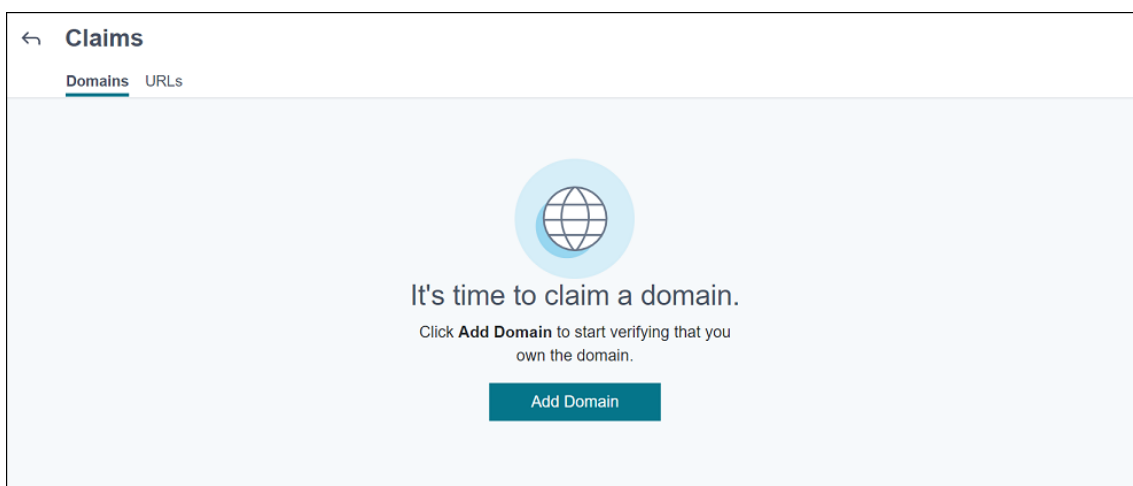 Claims
Domains URLs
It's time to claim a domain.
Click Add Domain to start verifying that you
own the domain.
Add Domain